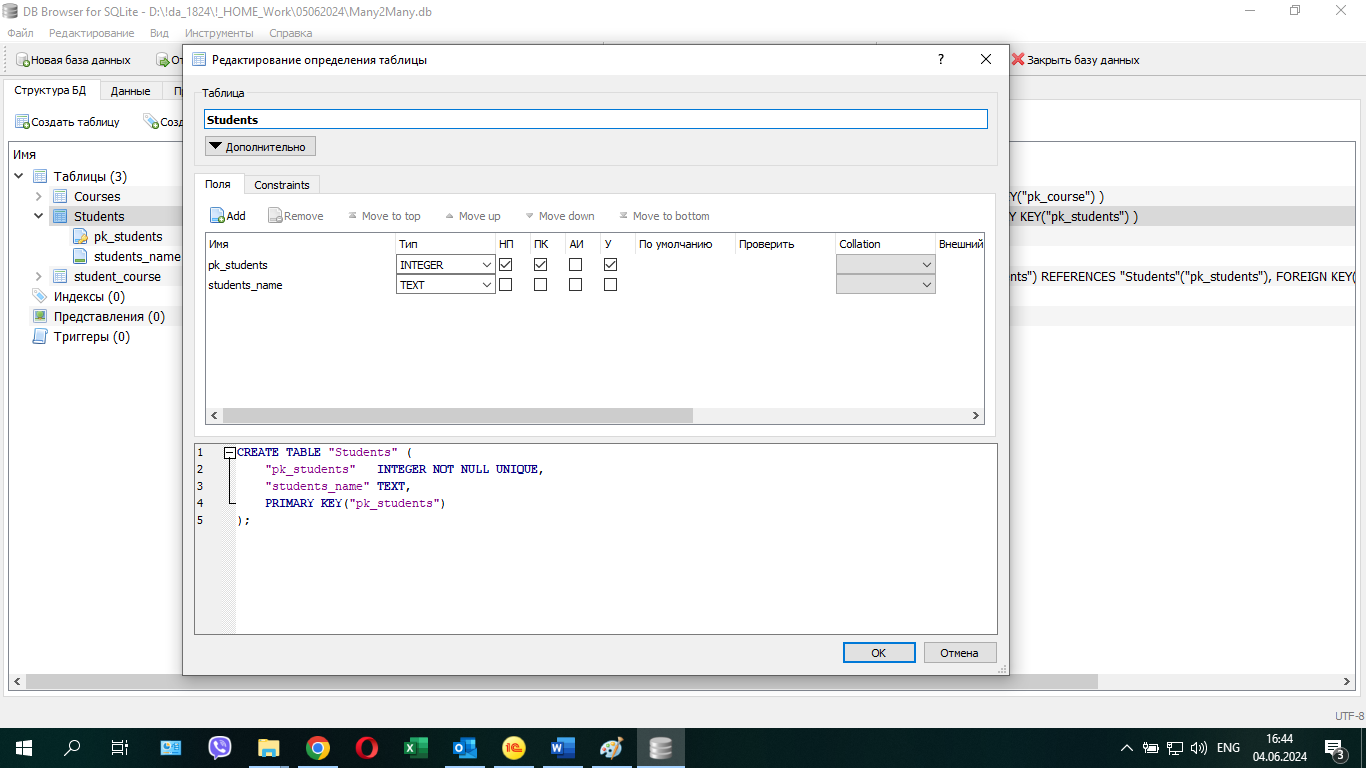 DB Browser for SQLite - D:\!da_1824\!_HOME_Work\05062024\Many2Many.db
Файл Редактирование Вид Инструменты Справка
Новая база данных От Закрыть базу данных
Структура БД Данные П
Создать таблицу Созд
Имя
Таблицы (3)
Courses Y("pk_course") )
Students Y KEY("pk_students") )
pk_students
students_name
student_course nts") REFERENCES "Students"("pk_students"), FOREIGN KEY(
Индексы (0)
Представления (0)
Триггеры (0)
Редактирование определения таблицы ?
Таблица
Students
Дополнительно
Поля Constraints
Add Remove Move to top Move up Move down Move to bottom
Имя Тип НП ПК АИ У По умолчанию Проверить Collation Внешний
pk_students INTEGER
students_name TEXT
1 CREATE TABLE "Students" (
2 "pk_students" INTEGER NOT NULL UNIQUE,
3 "students_name" TEXT,
4 PRIMARY KEY("pk_students")
5 );
OK Отмена
UTF-8
ENG 16:44
04.06.2024 3